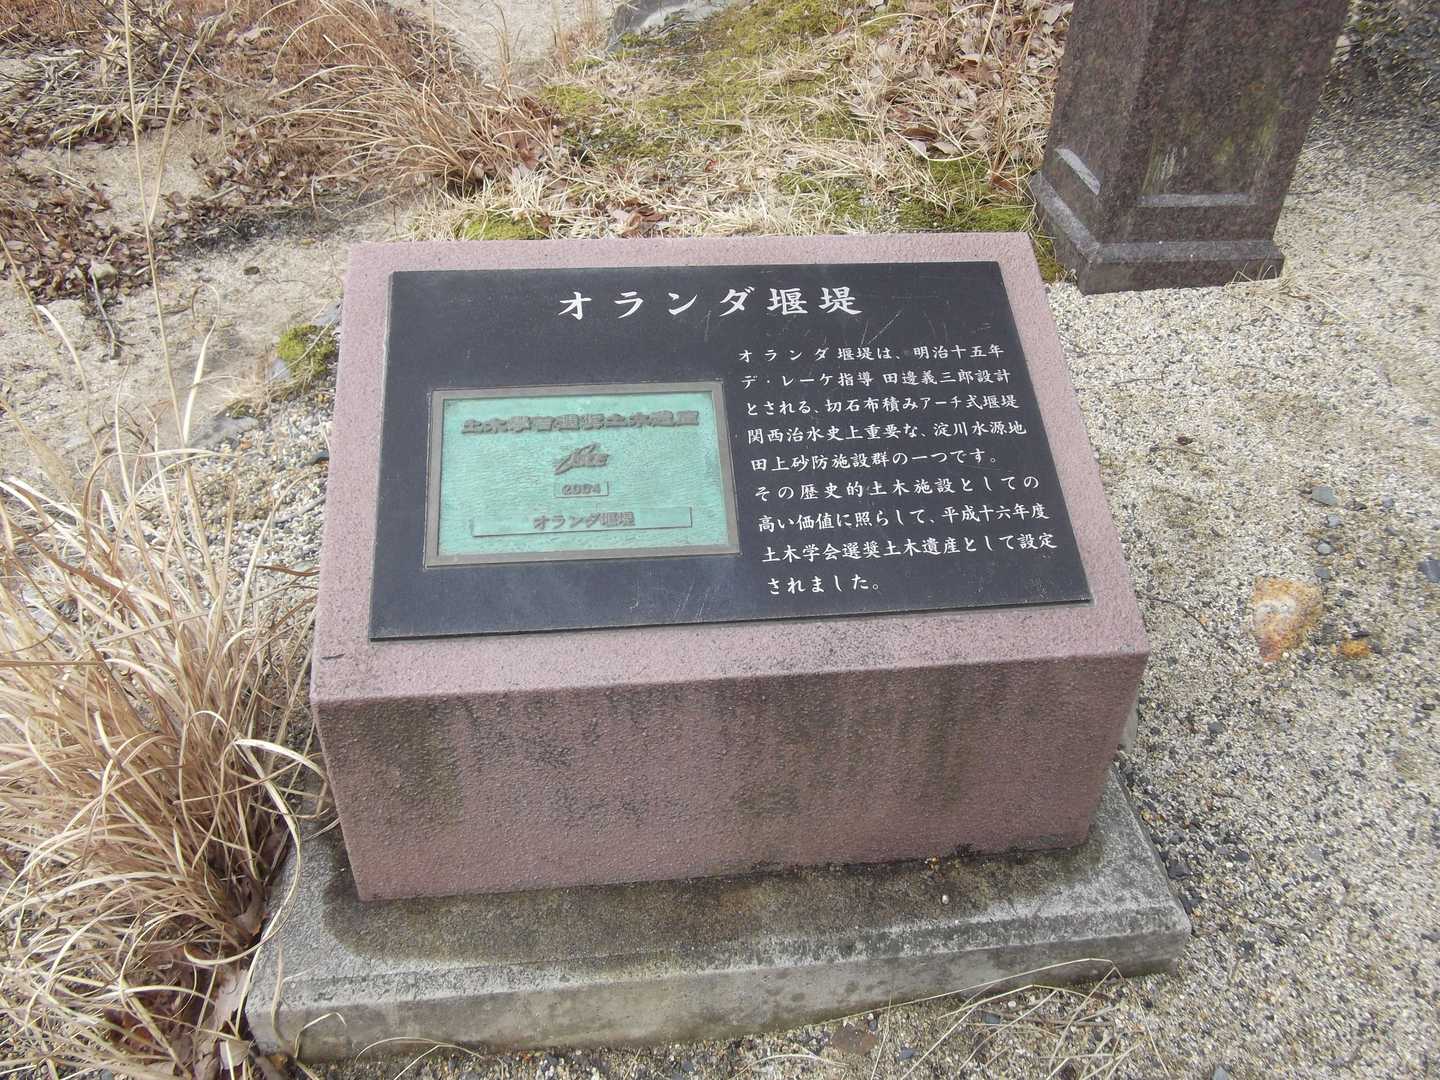 オランダ堰堤
オランダ堰堤は、明治十五年
デ・レーケ指導 田邊義三郎設計
とされる、切石布積みアーチ式堰堤
関西治水史上重要な、淀川水源地
田上砂防施設群の一つです。
その歴史的土木施設としての
高い価値に照らして、平成十六年度
土木学会選奨土木遺産として設定
されました。
土木學會選奨土木遺産
JSCE
2004
オランダ堰堤